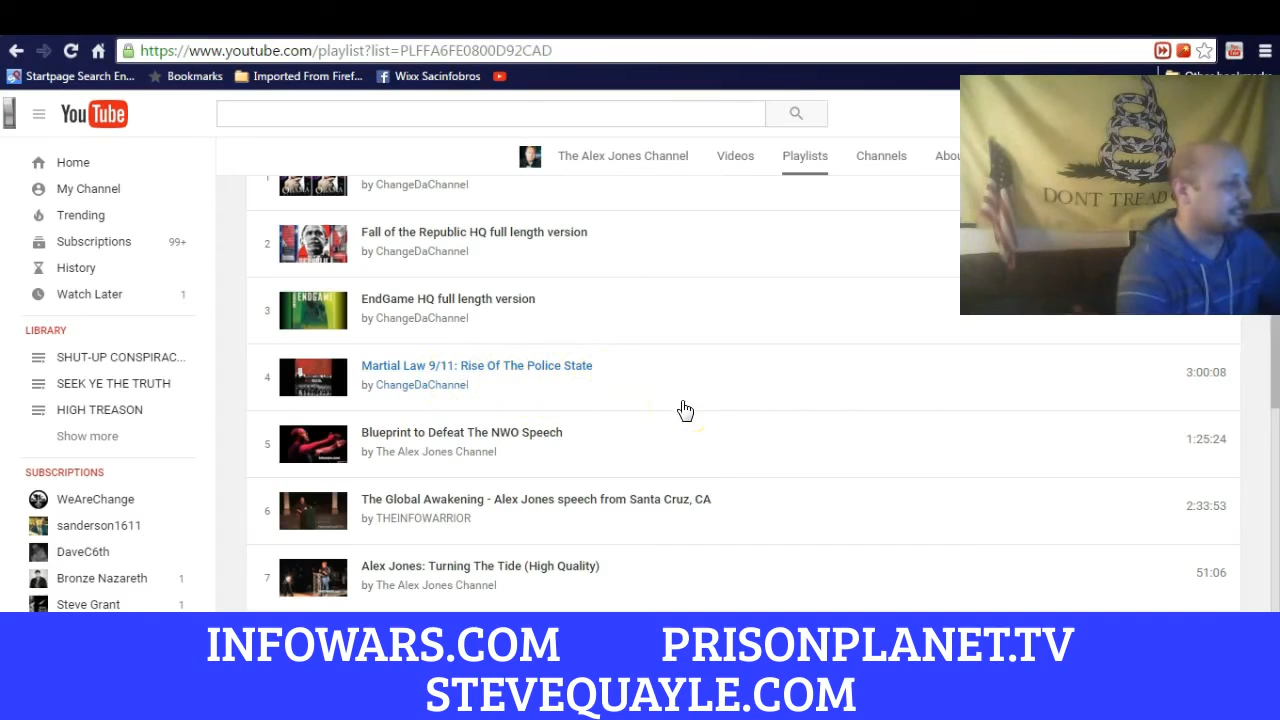 https://www.youtube.com/playlist?list=PLFFA6FE0800D92CAD
Startpage Search En... Bookmarks Imported From Firef... Wixx Sacinfobros Other bookmarks
YouTube
The Alex Jones Channel Videos Playlists Channels Abou
Home
My Channel
Trending
Subscriptions 99+
History
Watch Later 1
LIBRARY
SHUT-UP CONSPIRAC...
SEEK YE THE TRUTH
HIGH TREASON
Show more
SUBSCRIPTIONS
WeAreChange
sanderson1611
DaveC6th
Bronze Nazareth 1
Steve Grant 1
1
by ChangeDaChannel
2 Fall of the Republic HQ full length version
by ChangeDaChannel
3 EndGame HQ full length version
by ChangeDaChannel
4 Martial Law 9/11: Rise Of The Police State 3:00:08
by ChangeDaChannel
5 Blueprint to Defeat The NWO Speech 1:25:24
by The Alex Jones Channel
6 The Global Awakening - Alex Jones speech from Santa Cruz, CA 2:33:53
by THEINFOWARRIOR
7 Alex Jones: Turning The Tide (High Quality) 51:06
by The Alex Jones Channel
DONT TREAD
INFOWARS.COM PRISONPLANET.TV
STEVEQUAYLE.COM